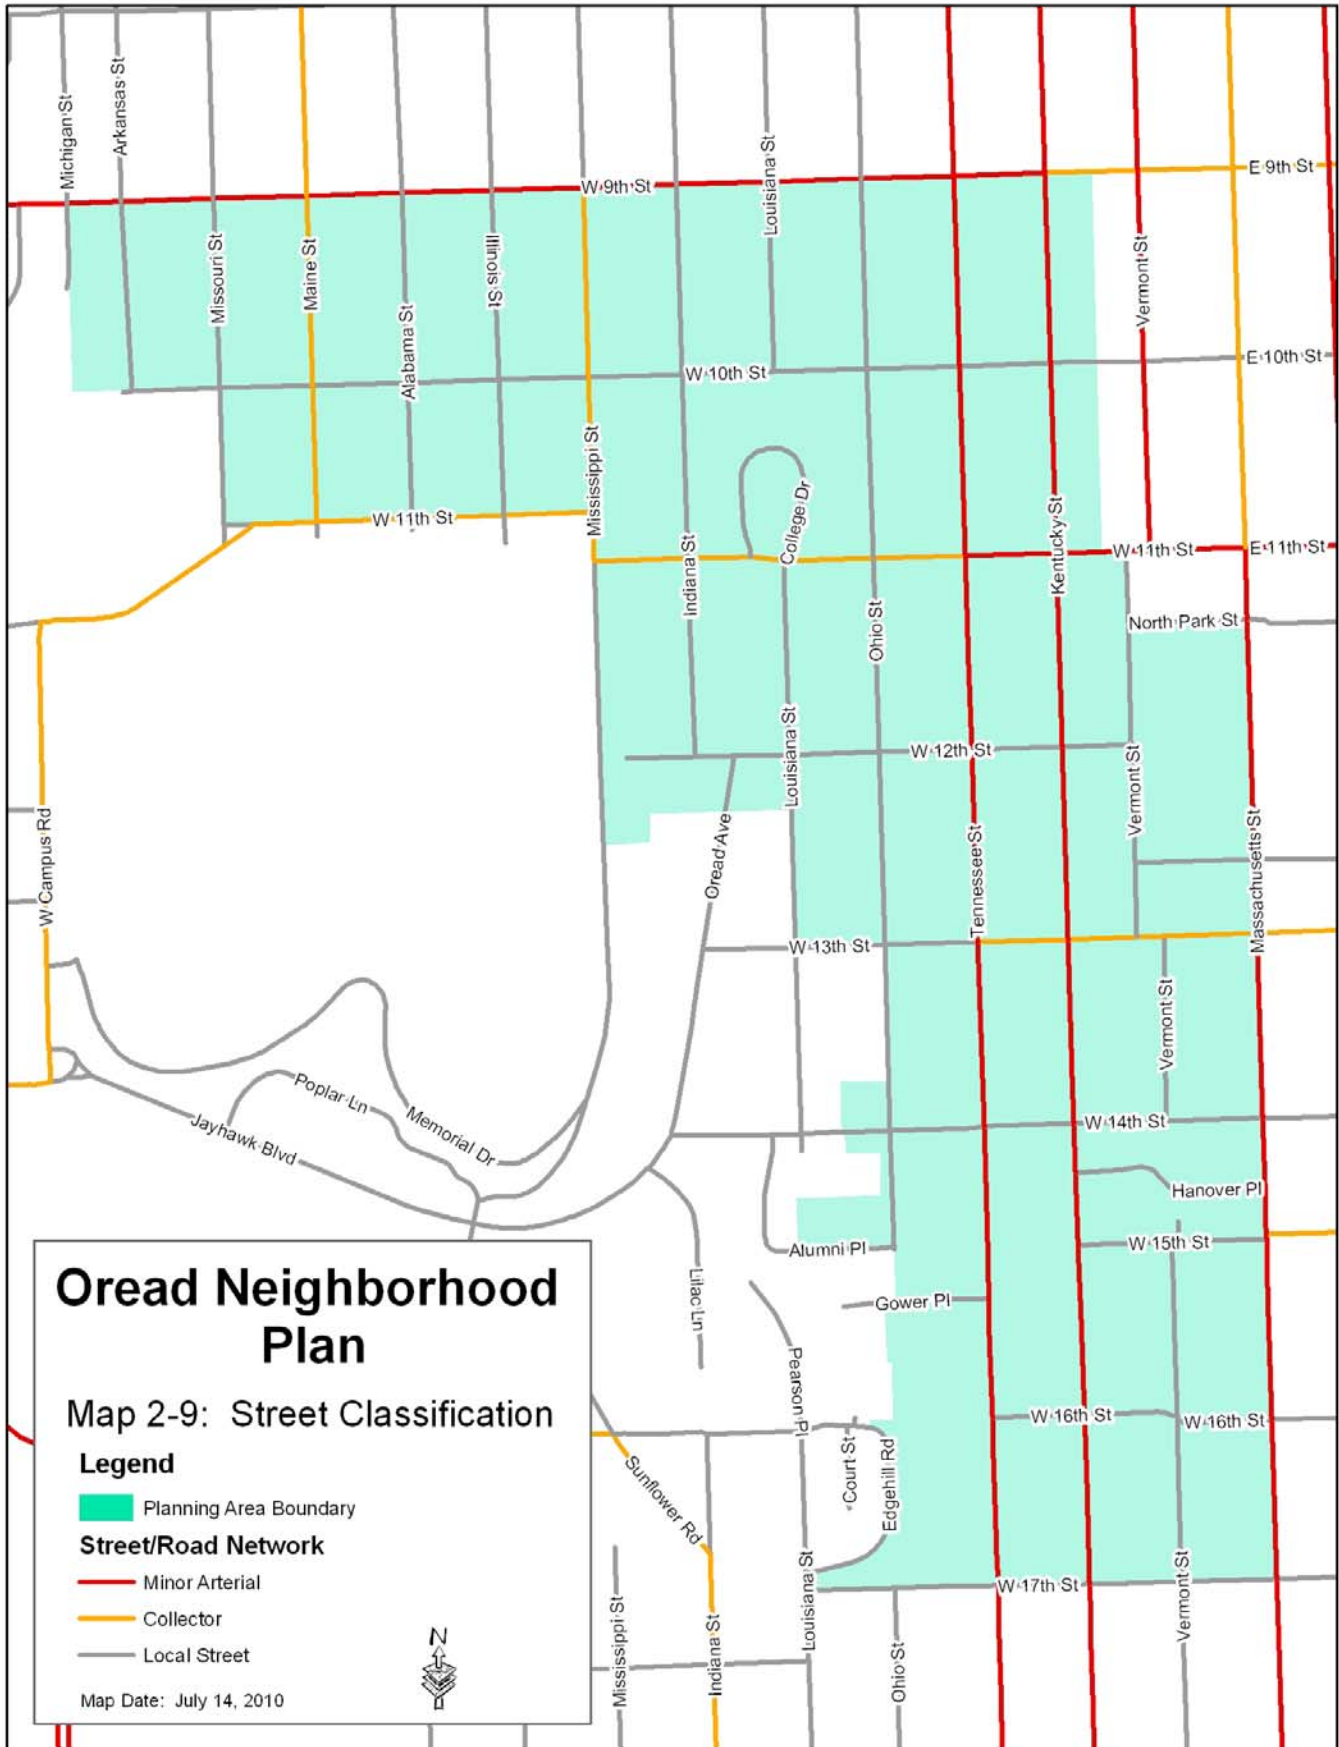 Michigan St
Arkansas St
Louisiana St
W 9th St
E 9th St
Missouri St
Maine St
Alabama St
Illinois St
Vermont St
W 10th St
E 10th St
Mississippi St
W 11th St
College Dr
Indiana St
Kentucky St
W 11th St
E 11th St
Ohio St
North Park St
Louisiana St
W 12th St
Vermont St
W Campus Rd
Oread Ave
Tennessee St
Massachusetts St
W 13th St
Vermont St
Poplar Ln
Memorial Dr
Jayhawk Blvd
W 14th St
Hanover Pl
Alumni Pl
W 15th St
Lilac Ln
Gower Pl
Pearson Pl
W 16th St
W 16th St
Court St
Edgehill Rd
Sunflower Rd
Louisiana St
W 17th St
Vermont St
Mississippi St
Indiana St
Ohio St
Oread Neighborhood
Plan
Map 2-9: Street Classification
Legend
Planning Area Boundary
Street/Road Network
Minor Arterial
Collector
Local Street
N
Map Date: July 14, 2010